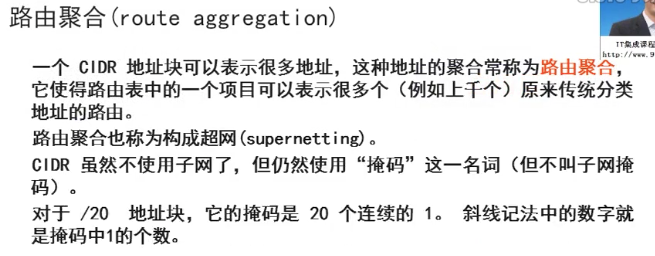 路由聚合(route aggregation)
IT集成课程
http://www.9
一个 CIDR 地址块可以表示很多地址，这种地址的聚合常称为路由聚合，
它使得路由表中的一个项目可以表示很多个（例如上千个）原来传统分类
地址的路由。
路由聚合也称为构成超网(supernetting)。
CIDR 虽然不使用子网了，但仍然使用“掩码”这一名词（但不叫子网掩
码）。
对于 /20 地址块，它的掩码是 20 个连续的 1。 斜线记法中的数字就
是掩码中1的个数。